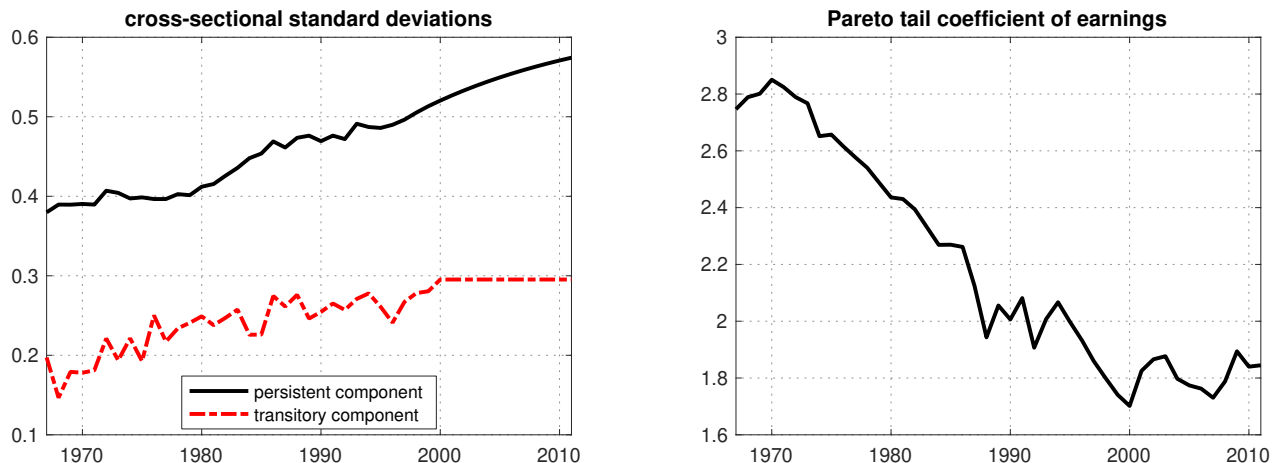 cross-sectional standard deviations
0.6
0.5
0.4
0.3
0.2
0.1
persistent component
transitory component
1970 1980 1990 2000 2010
Pareto tail coefficient of earnings
3
2.8
2.6
2.4
2.2
2
1.8
1.6
1970 1980 1990 2000 2010